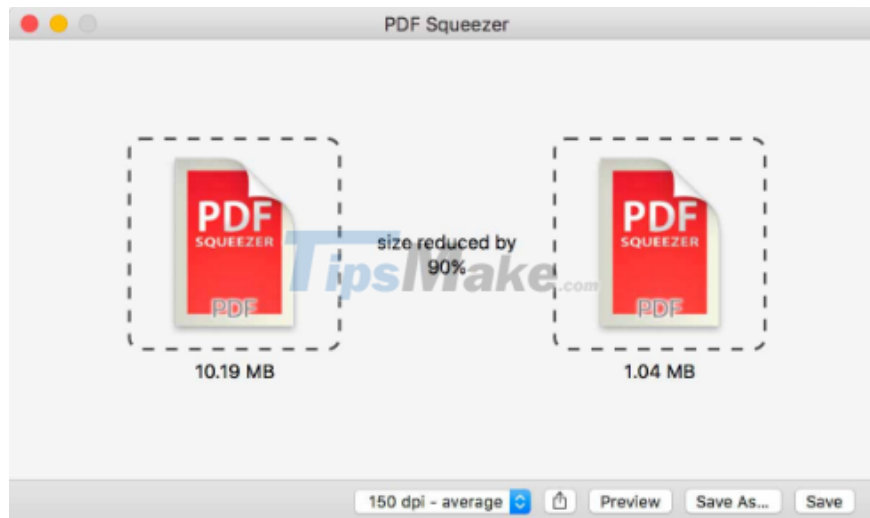 PDF Squeezer
PDF
SQUEEZER
PDF
10.19 MB
size reduced by
90%
TipsMake.com
PDF
SQUEEZER
PDF
1.04 MB
150 dpi - average
Preview
Save As...
Save